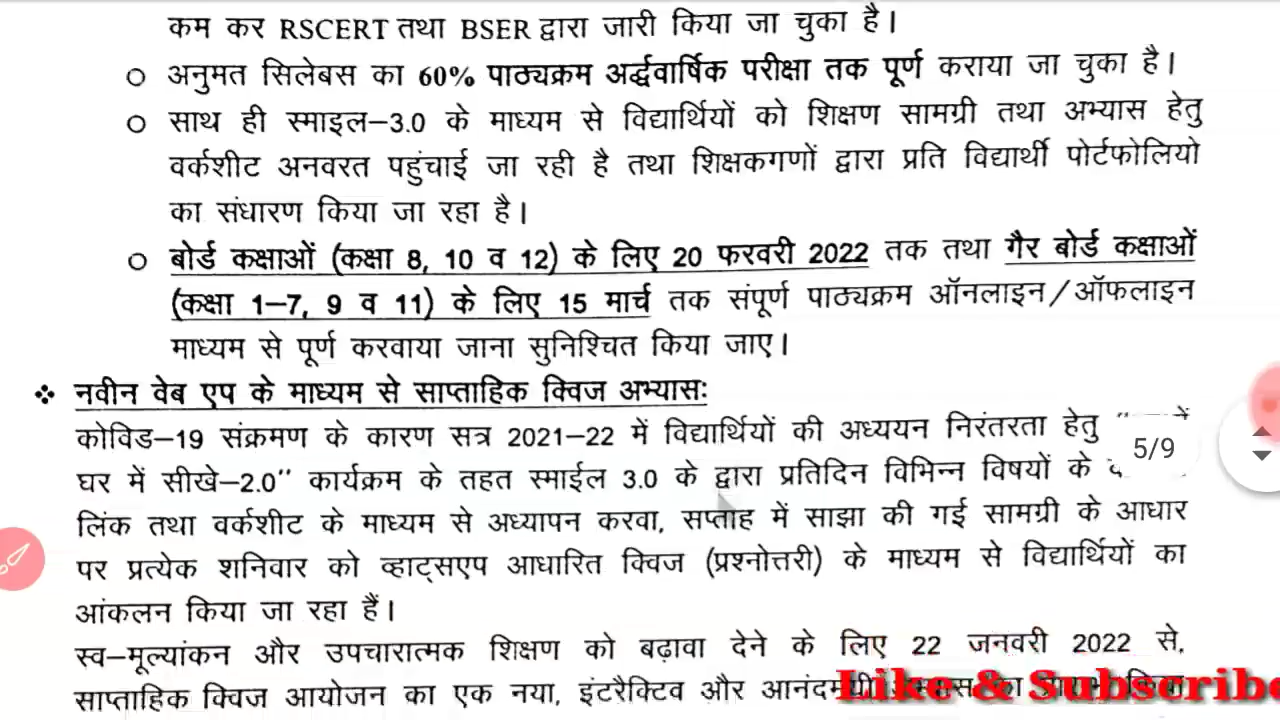 कम कर RSCERT तथा BSER द्वारा जारी किया जा चुका है।
○ अनुमत सिलेबस का 60% पाठ्यक्रम अर्द्धवार्षिक परीक्षा तक पूर्ण कराया जा चुका है।
○ साथ ही स्माइल–3.0 के माध्यम से विद्यार्थियों को शिक्षण सामग्री तथा अभ्यास हेतु
वर्कशीट अनवरत पहुंचाई जा रही है तथा शिक्षकगणों द्वारा प्रति विद्यार्थी पोर्टफोलियो
का संधारण किया जा रहा है।
○ बोर्ड कक्षाओं (कक्षा 8, 10 व 12) के लिए 20 फरवरी 2022 तक तथा गैर बोर्ड कक्षाओं
(कक्षा 1–7, 9 व 11) के लिए 15 मार्च तक संपूर्ण पाठ्यक्रम ऑनलाइन/ऑफलाइन
माध्यम से पूर्ण करवाया जाना सुनिश्चित किया जाए।
❖ नवीन वेब एप के माध्यम से साप्ताहिक क्विज अभ्यासः
कोविड–19 संक्रमण के कारण सत्र 2021–22 में विद्यार्थियों की अध्ययन निरंतरता हेतु
5/9
घर में सीखे–2.0" कार्यक्रम के तहत स्माईल 3.0 के द्वारा प्रतिदिन विभिन्न विषयों के
लिंक तथा वर्कशीट के माध्यम से अध्यापन करवा, सप्ताह में साझा की गई सामग्री के आधार
पर प्रत्येक शनिवार को व्हाट्सएप आधारित क्विज (प्रश्नोत्तरी) के माध्यम से विद्यार्थियों का
आंकलन किया जा रहा हैं।
स्व–मूल्यांकन और उपचारात्मक शिक्षण को बढ़ावा देने के लिए 22 जनवरी 2022 से,
साप्ताहिक क्विज आयोजन का एक नया, इंटरैक्टिव और
Like & Subscribe